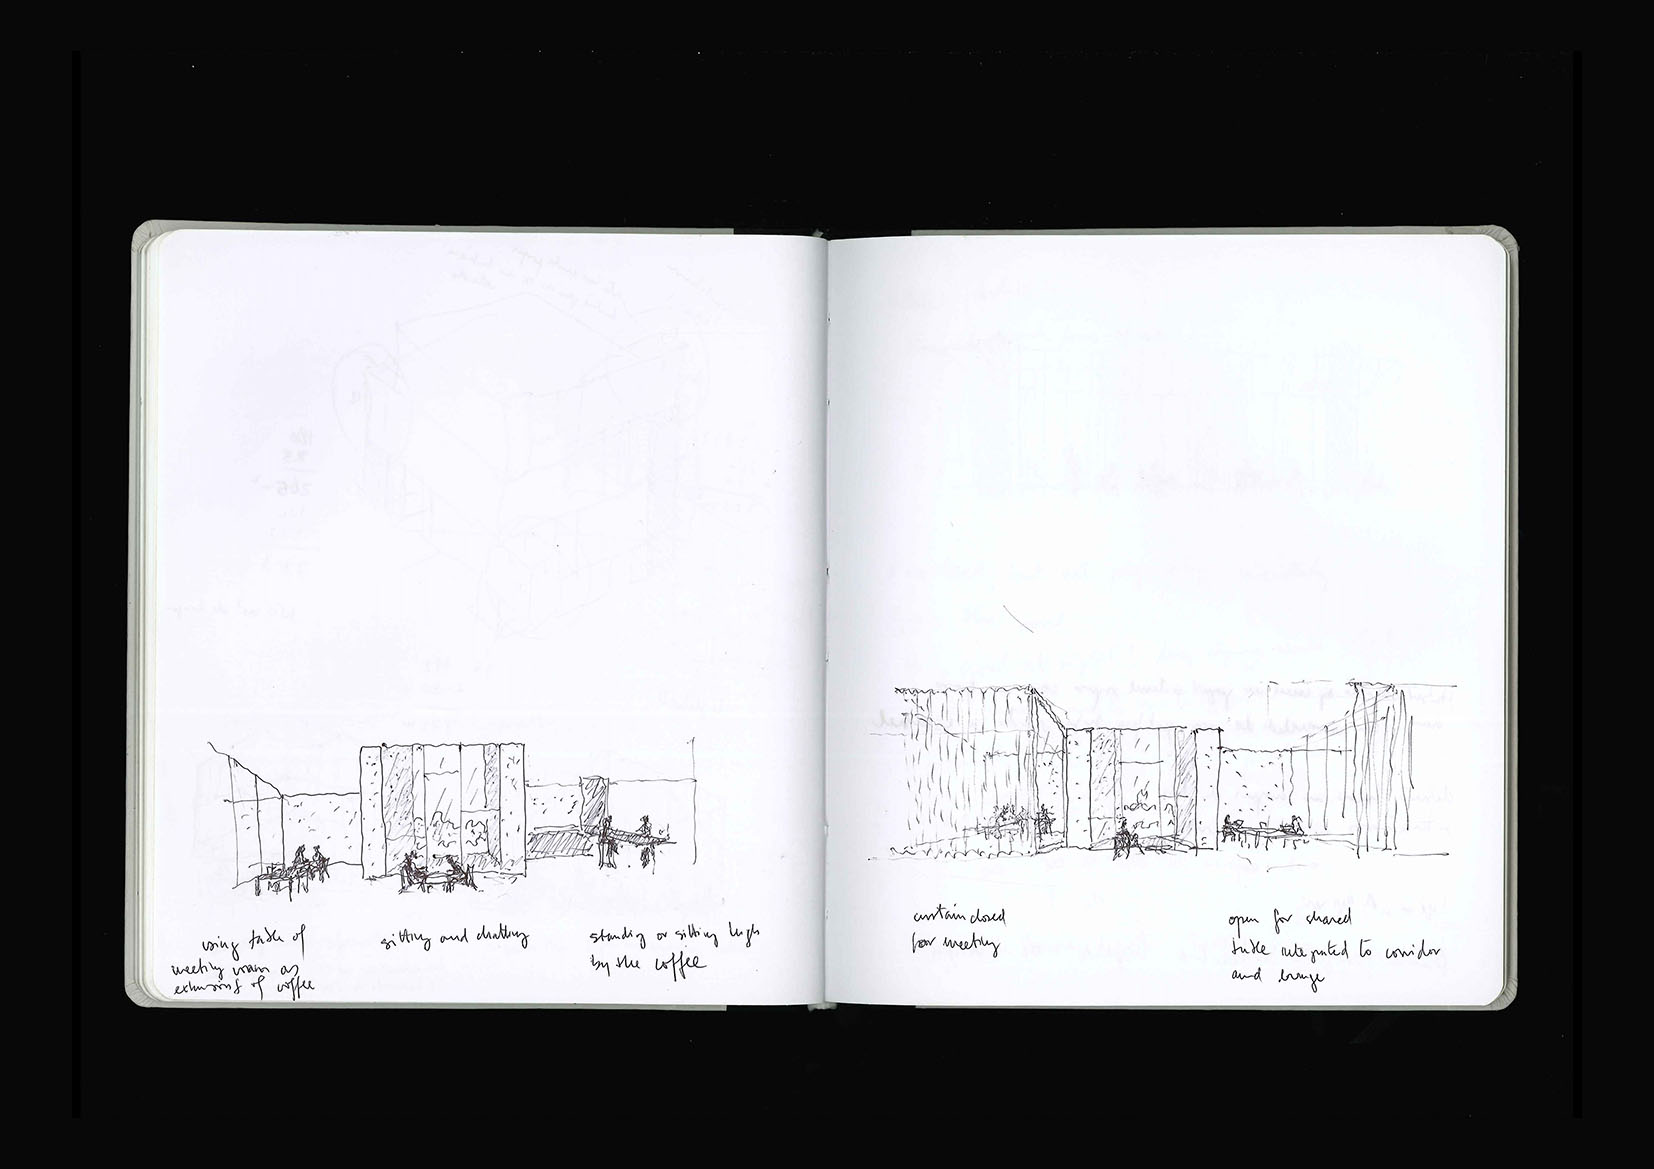 using table of
meeting room as
extensions of coffee
sitting and chatting
standing or sitting high
by the coffee
curtain closed
for meeting
open for shared
table integrated to corridor
and lounge